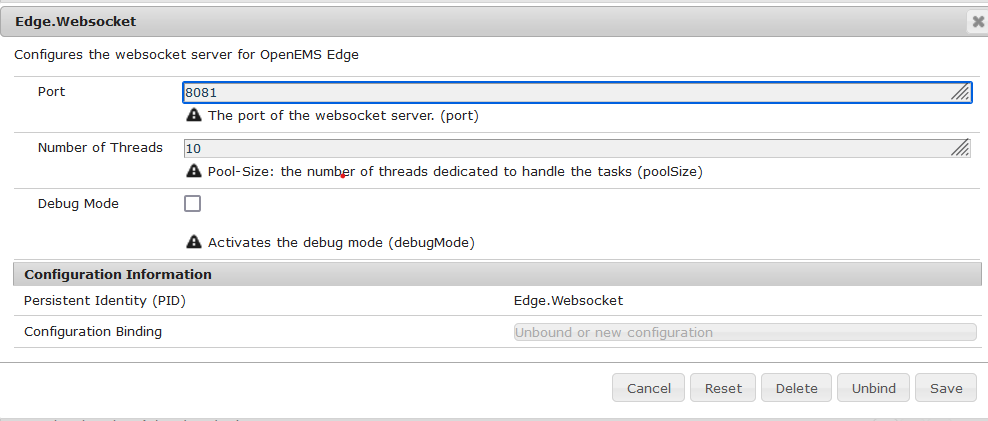 Edge.Websocket
Configures the websocket server for OpenEMS Edge
Port
8081
The port of the websocket server. (port)
Number of Threads
10
Pool-Size: the number of threads dedicated to handle the tasks (poolSize)
Debug Mode
Activates the debug mode (debugMode)
Configuration Information
Persistent Identity (PID) Edge.Websocket
Configuration Binding Unbound or new configuration
Cancel Reset Delete Unbind Save